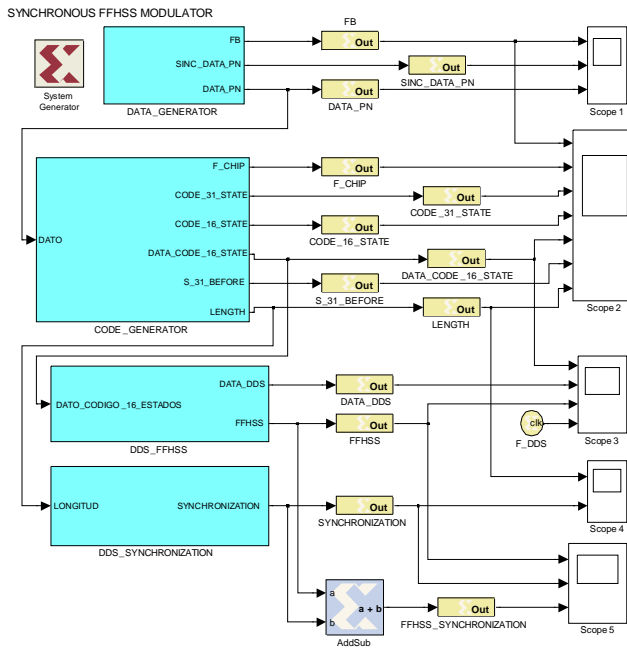 SYNCHRONOUS FFHSS MODULATOR
System
Generator
FB
SINC_DATA_PN
DATA_PN
DATA_GENERATOR
FB
Out
Out
SINC_DATA_PN
Out
DATA_PN
Scope 1
DATO
F_CHIP
CODE_31_STATE
CODE_16_STATE
DATA_CODE_16_STATE
S_31_BEFORE
LENGTH
CODE_GENERATOR
Out
F_CHIP
Out
CODE_31_STATE
Out
CODE_16_STATE
Out
DATA_CODE_16_STATE
Out
S_31_BEFORE
Out
LENGTH
Scope 2
DATO_CODIGO_16_ESTADOS
DATA_DDS
FFHSS
DDS_FFHSS
Out
DATA_DDS
Out
FFHSS
clk
F_DDS
Scope 3
LONGITUD
SYNCHRONIZATION
DDS_SYNCHRONIZATION
Out
SYNCHRONIZATION
Scope 4
a
b
a + b
AddSub
Out
FFHSS_SYNCHRONIZATION
Scope 5